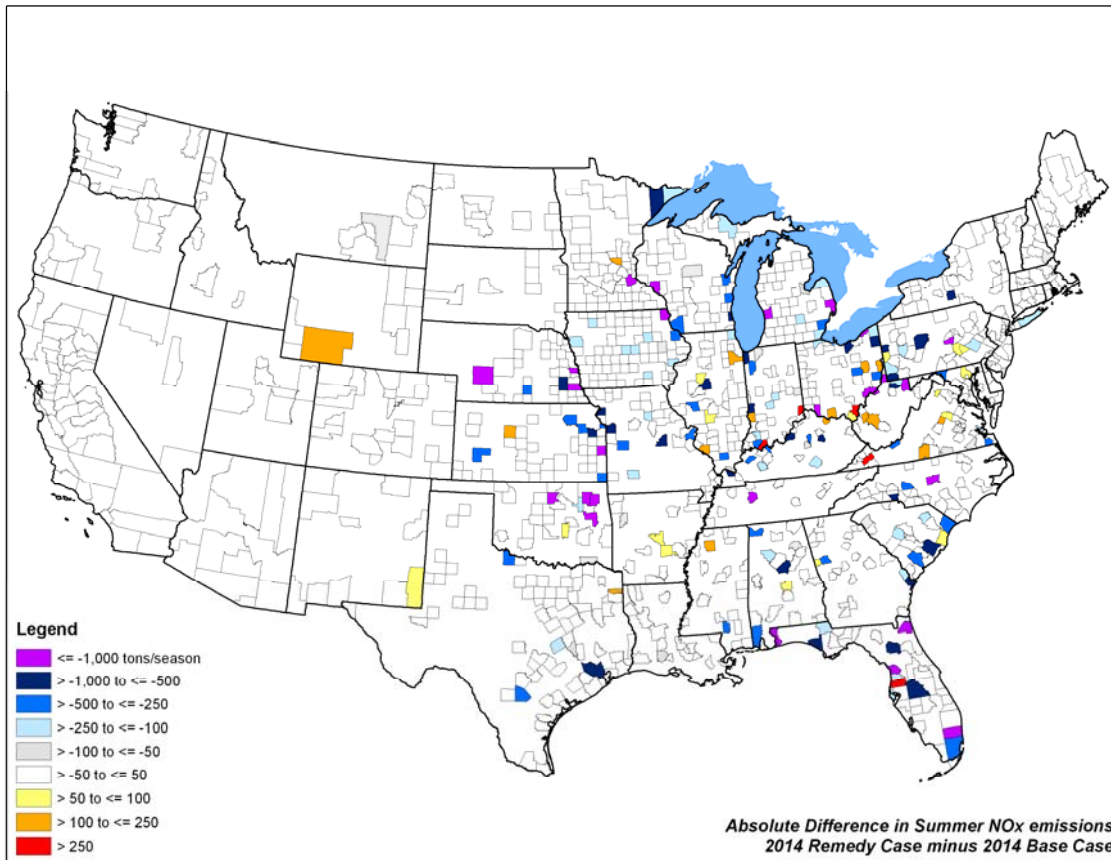 Legend
<= -1,000 tons/season
> -1,000 to <= -500
> -500 to <= -250
> -250 to <= -100
> -100 to <= -50
> -50 to <= 50
> 50 to <= 100
> 100 to <= 250
> 250
Absolute Difference in Summer NOx emissions
2014 Remedy Case minus 2014 Base Case